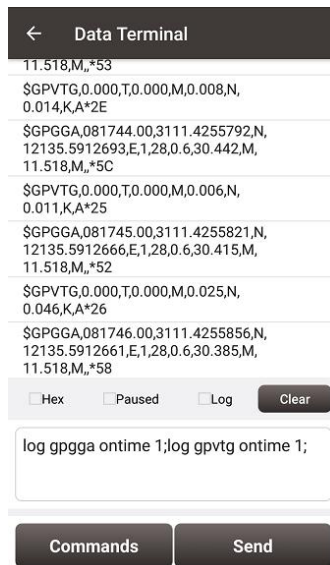 ← Data Terminal
11.518,M,,*53
$GPVTG,0.000,T,0.000,M,0.008,N,
0.014,K,A*2E
$GPGGA,081744.00,3111.4255792,N,
12135.5912693,E,1,28,0.6,30.442,M,
11.518,M,,*5C
$GPVTG,0.000,T,0.000,M,0.006,N,
0.011,K,A*25
$GPGGA,081745.00,3111.4255821,N,
12135.5912666,E,1,28,0.6,30.415,M,
11.518,M,,*52
$GPVTG,0.000,T,0.000,M,0.025,N,
0.046,K,A*26
$GPGGA,081746.00,3111.4255856,N,
12135.5912661,E,1,28,0.6,30.385,M,
11.518,M,,*58
Hex Paused Log Clear
log gpgga ontime 1;log gpvtg ontime 1;
Commands Send